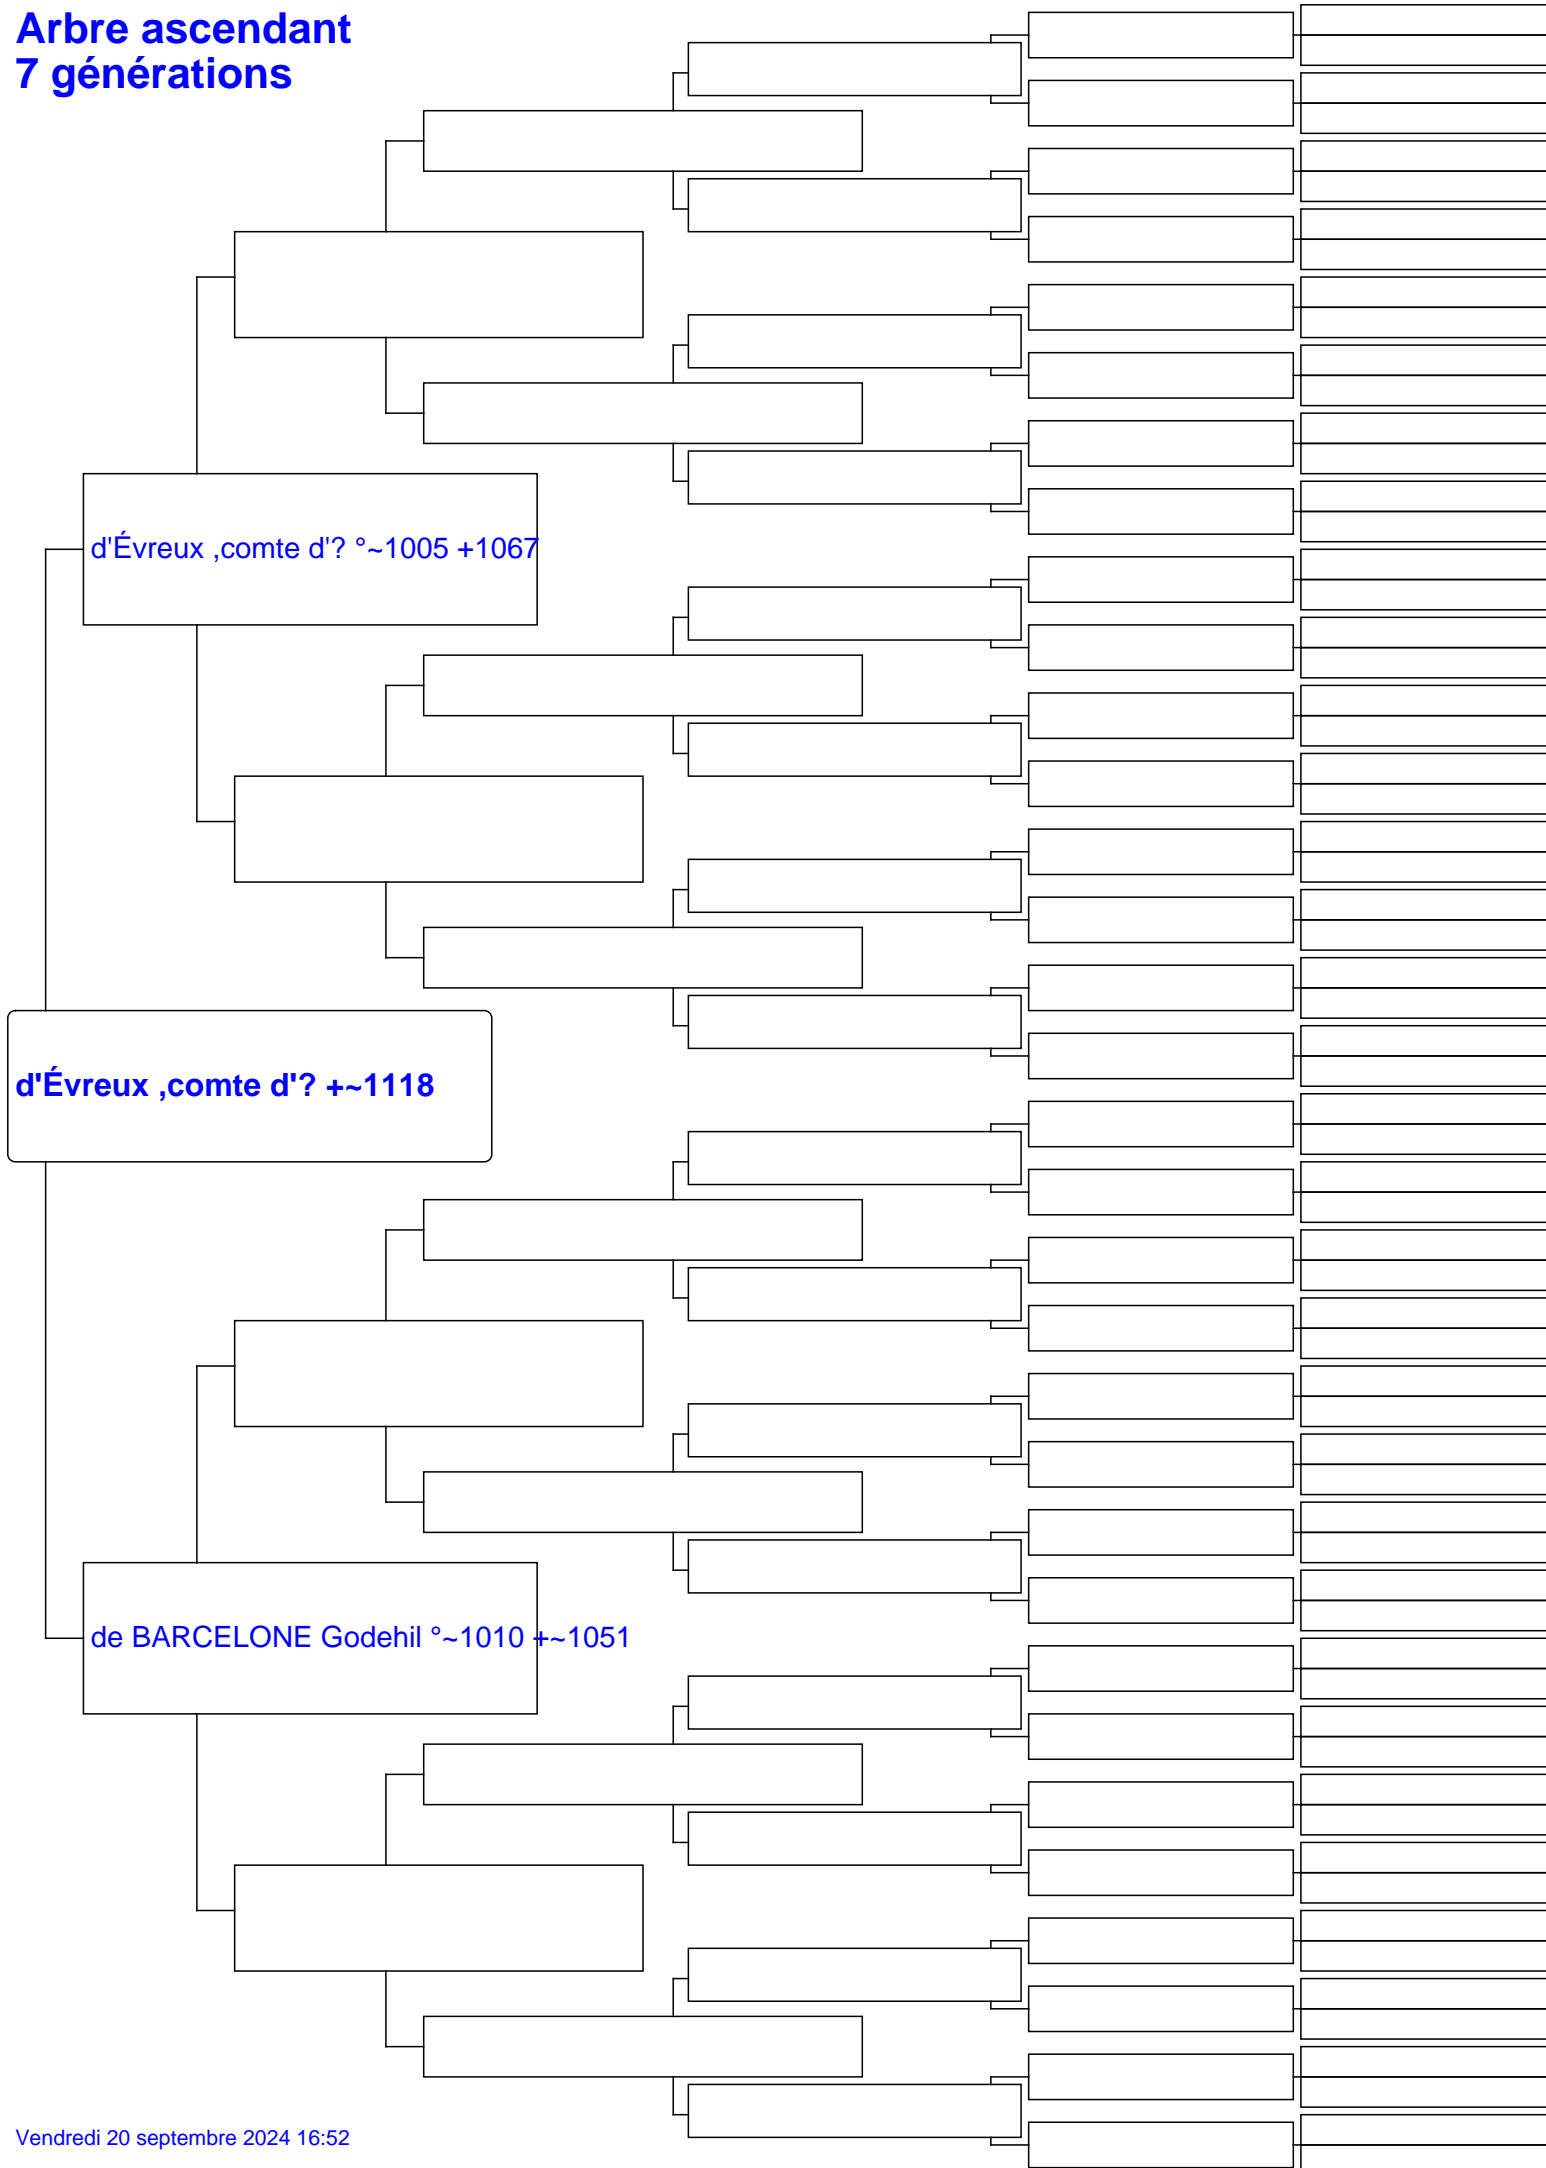 Arbre ascendant
7 générations
d'Évreux ,comte d'? °~1005 +1067
d'Évreux ,comte d'? +~1118
de BARCELONE Godehil °~1010 +~1051
Vendredi 20 septembre 2024 16:52